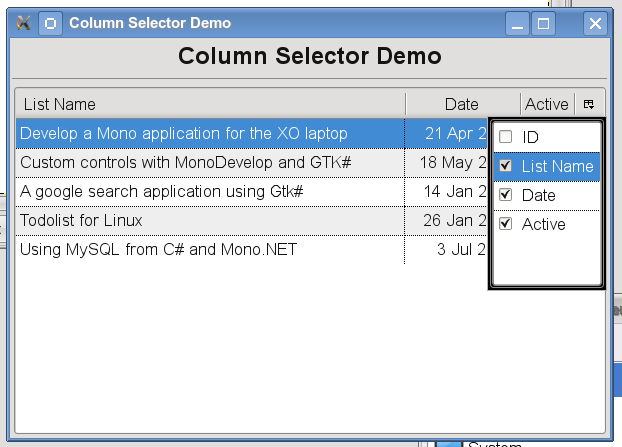 Column Selector Demo
Column Selector Demo
List Name Date Active
Develop a Mono application for the XO laptop 21 Apr 2
Custom controls with MonoDevelop and GTK# 18 May 2
A google search application using Gtk# 14 Jan 2
Todolist for Linux 26 Jan 2
Using MySQL from C# and Mono.NET 3 Jul 2
ID
List Name
Date
Active
System